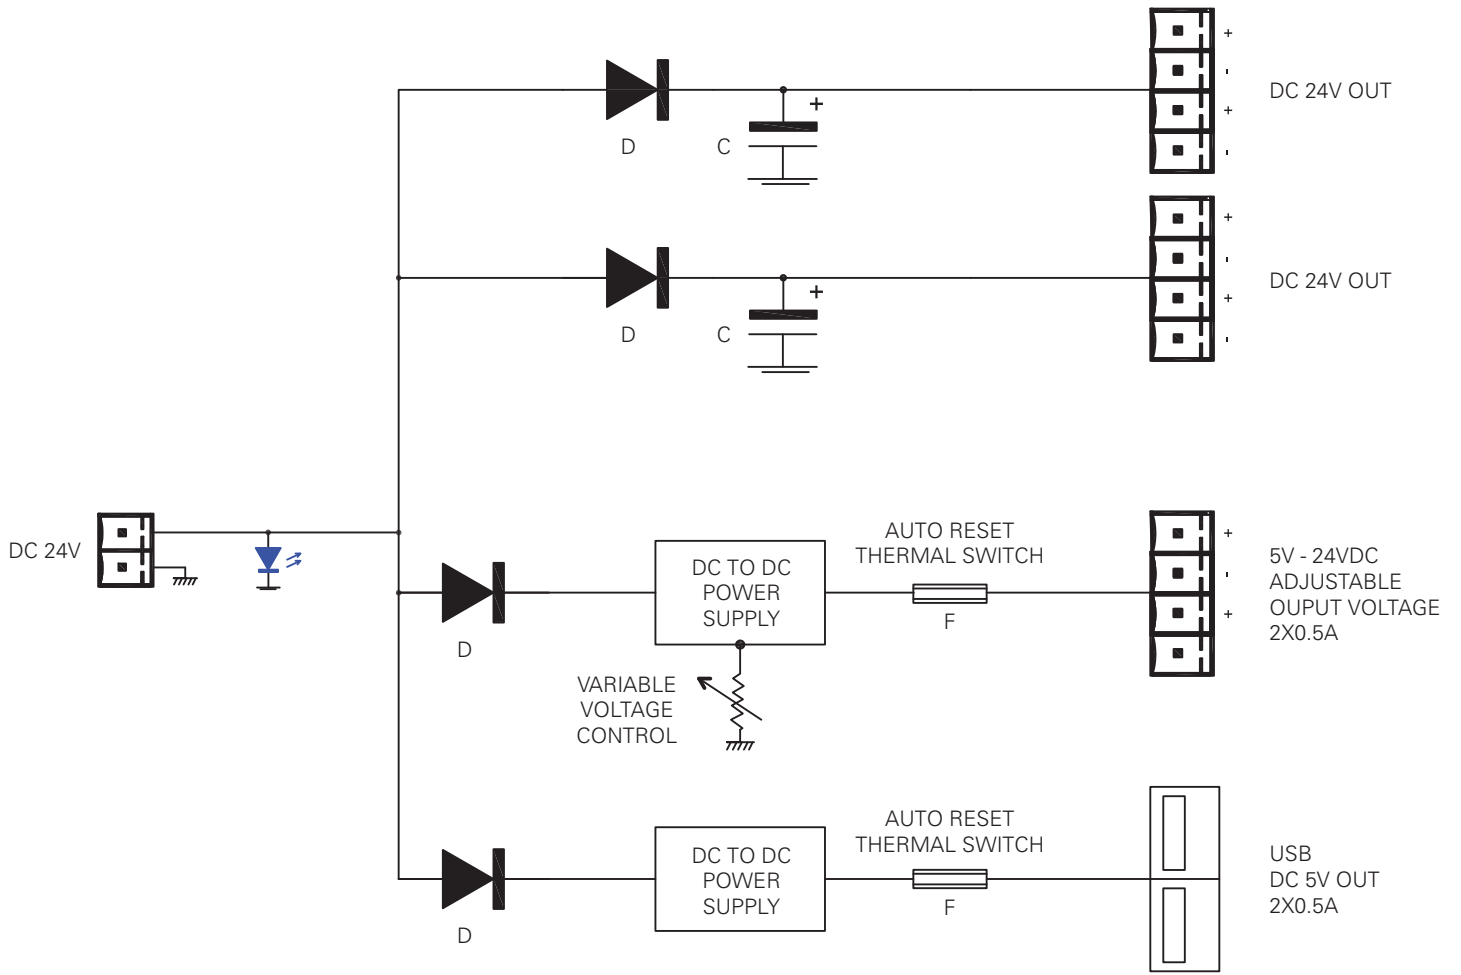 +
-
DC 24V OUT
+
-
+
D
C
+
-
DC 24V OUT
+
-
+
D
C
DC 24V
AUTO RESET
THERMAL SWITCH
DC TO DC
POWER
SUPPLY
F
D
VARIABLE
VOLTAGE
CONTROL
+
-
+
5V - 24VDC
ADJUSTABLE
OUPUT VOLTAGE
2X0.5A
AUTO RESET
THERMAL SWITCH
DC TO DC
POWER
SUPPLY
F
D
USB
DC 5V OUT
2X0.5A